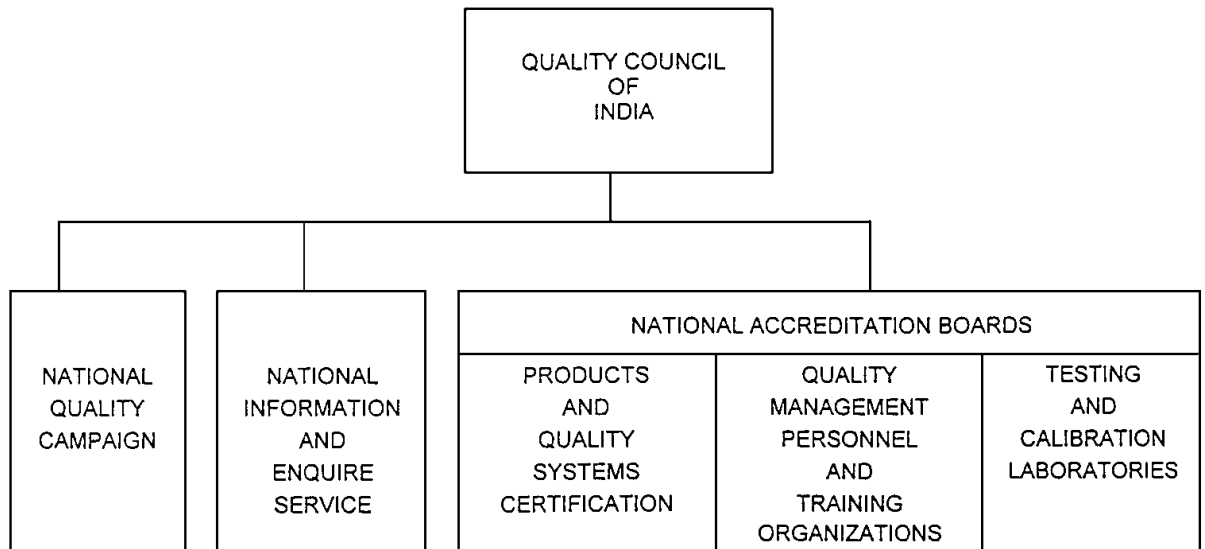 QUALITY COUNCIL
OF
INDIA
NATIONAL
QUALITY
CAMPAIGN
NATIONAL
INFORMATION
AND
ENQUIRE
SERVICE
NATIONAL ACCREDITATION BOARDS
PRODUCTS
AND
QUALITY
SYSTEMS
CERTIFICATION
QUALITY
MANAGEMENT
PERSONNEL
AND
TRAINING
ORGANIZATIONS
TESTING
AND
CALIBRATION
LABORATORIES